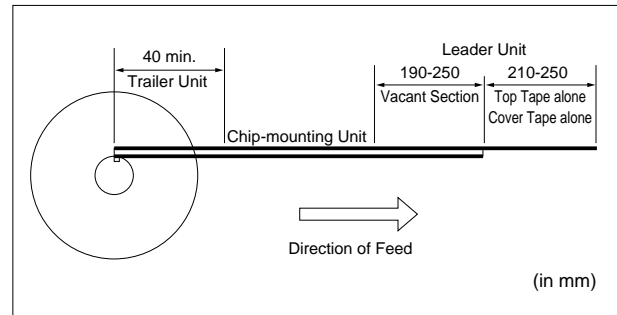 Leader Unit
40 min.
Trailer Unit
190-250
Vacant Section
210-250
Top Tape alone
Cover Tape alone
Chip-mounting Unit
Direction of Feed
(in mm)